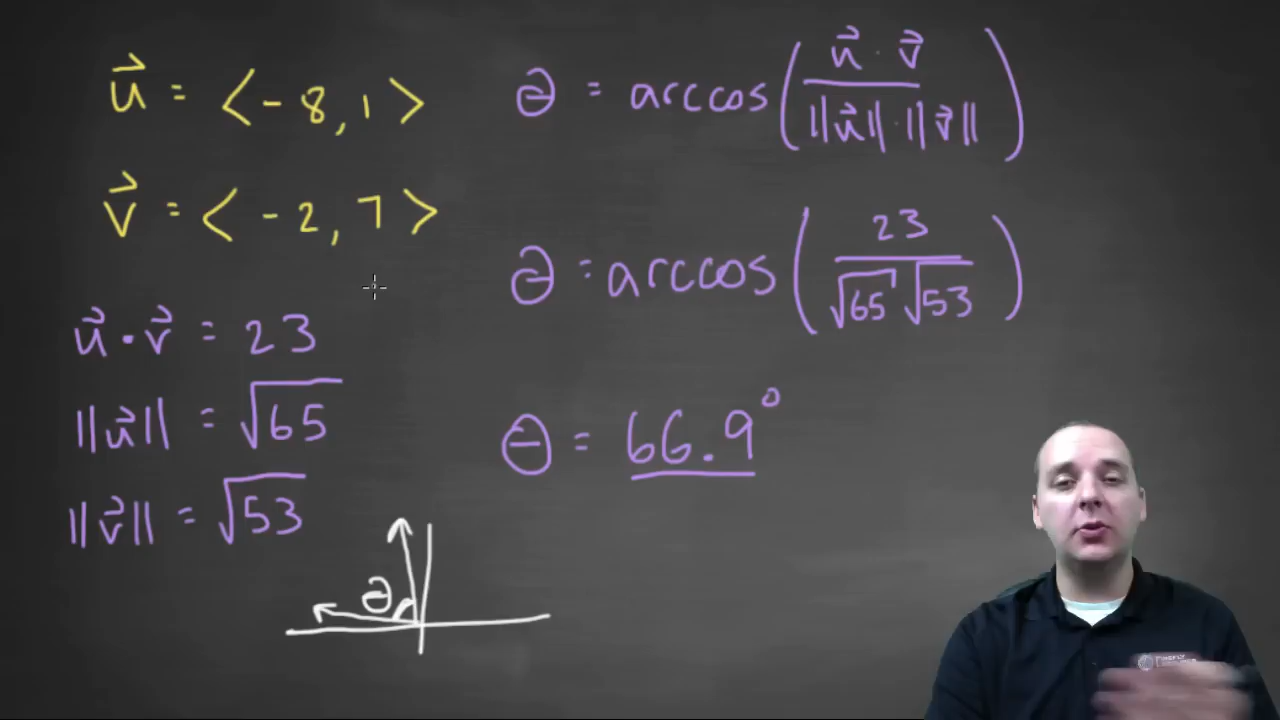 u⃗ = < -8, 1 >
v⃗ = < -2, 7 >
u⃗ · v⃗ = 23
||u⃗|| = √65
||v⃗|| = √53
θ
θ = arccos( (u⃗ · v⃗) / (||u⃗|| · ||v⃗||) )
θ = arccos( 23 / (√65 √53) )
θ = 66.9°